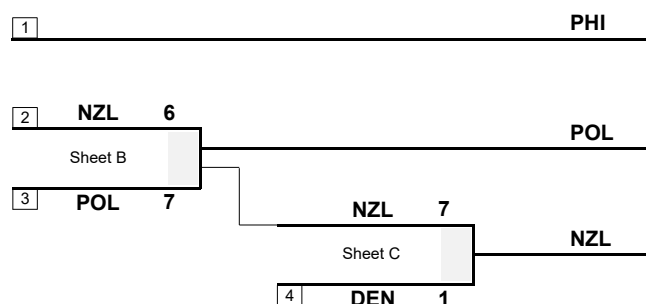 1 PHI
2 NZL 6
POL
Sheet B
3 POL 7
NZL 7
NZL
Sheet C
4 DEN 1